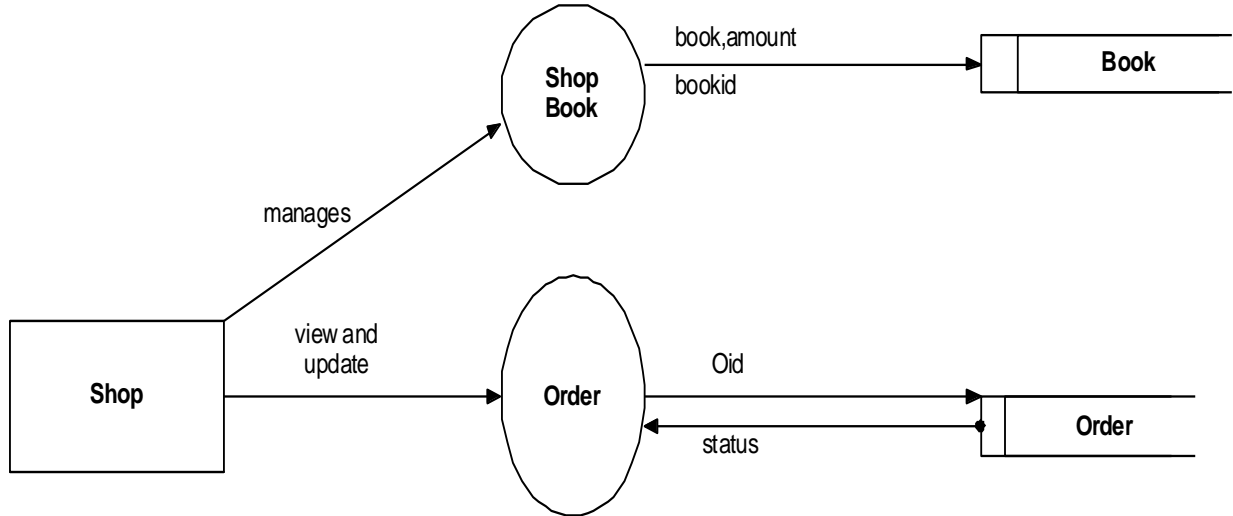 book,amount
Shop
Book
bookid
Book
manages
view and
update
Shop
Order
Oid
status
Order